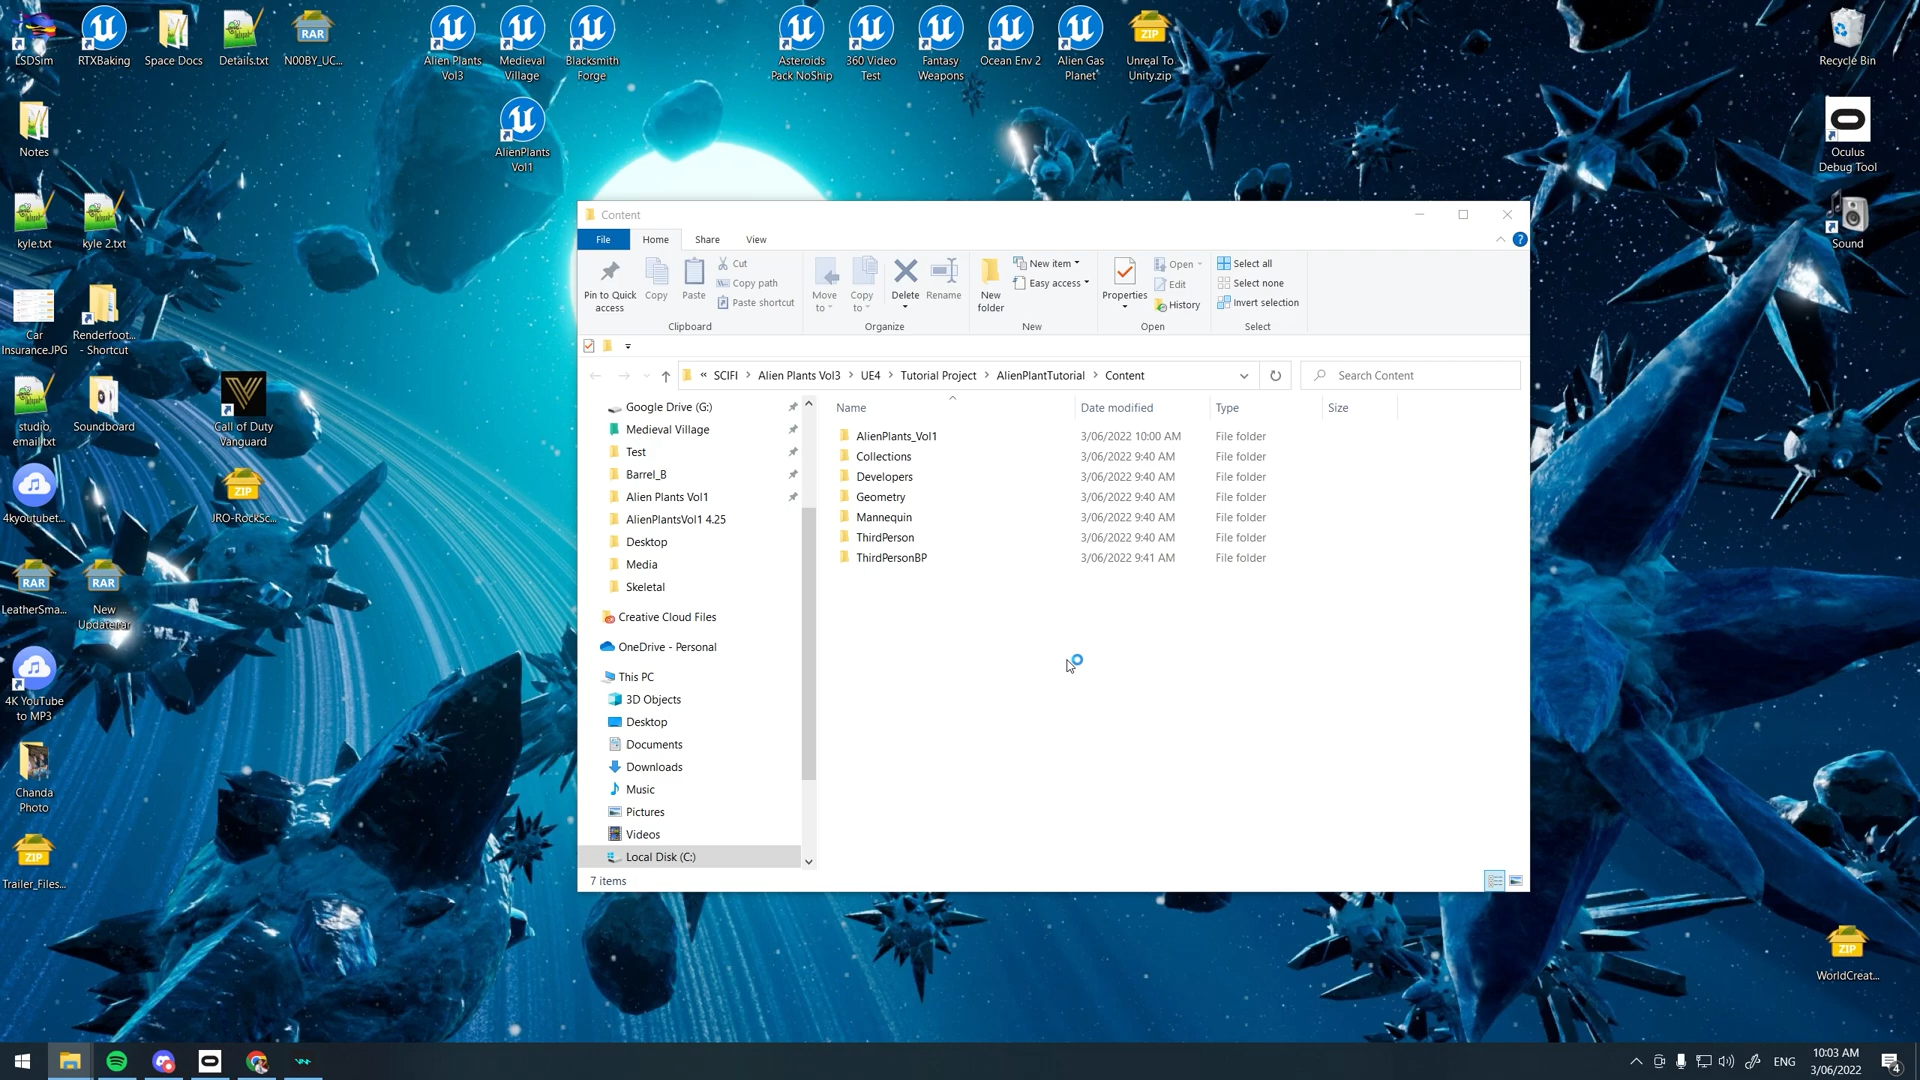 LSDSim
RTXBaking
Space Docs
Details.txt
N00BY_UC...
RAR
Alien Plants
Vol3
Medieval
Village
Blacksmith
Forge
Asteroids
Pack NoShip
360 Video
Test
Fantasy
Weapons
Ocean Env 2
Alien Gas
Planet
ZIP
Unreal To
Unity.zip
Recycle Bin
Notes
AlienPlants
Vol1
Oculus
Debug Tool
kyle.txt
kyle 2.txt
Sound
Car
Insurance.JPG
Renderfoot...
- Shortcut
studio
email.txt
Soundboard
Call of Duty
Vanguard
4kyoutubet...
ZIP
JRO-RockSc...
RAR
LeatherSma...
RAR
New
Update.rar
4K YouTube
to MP3
Chanda
Photo
ZIP
Trailer_Files...
ZIP
WorldCreat...
Content
File
Home
Share
View
Pin to Quick
access
Copy
Paste
Cut
Copy path
Paste shortcut
Clipboard
Move
to
Copy
to
Delete
Rename
Organize
New
folder
New item
Easy access
New
Properties
Open
Edit
History
Open
Select all
Select none
Invert selection
Select
« SCIFI > Alien Plants Vol3 > UE4 > Tutorial Project > AlienPlantTutorial > Content
Search Content
Google Drive (G:)
Medieval Village
Test
Barrel_B
Alien Plants Vol1
AlienPlantsVol1 4.25
Desktop
Media
Skeletal
Creative Cloud Files
OneDrive - Personal
This PC
3D Objects
Desktop
Documents
Downloads
Music
Pictures
Videos
Local Disk (C:)
Name Date modified Type Size
AlienPlants_Vol1 3/06/2022 10:00 AM File folder
Collections 3/06/2022 9:40 AM File folder
Developers 3/06/2022 9:40 AM File folder
Geometry 3/06/2022 9:40 AM File folder
Mannequin 3/06/2022 9:40 AM File folder
ThirdPerson 3/06/2022 9:40 AM File folder
ThirdPersonBP 3/06/2022 9:41 AM File folder
7 items
ENG
10:03 AM
3/06/2022
4